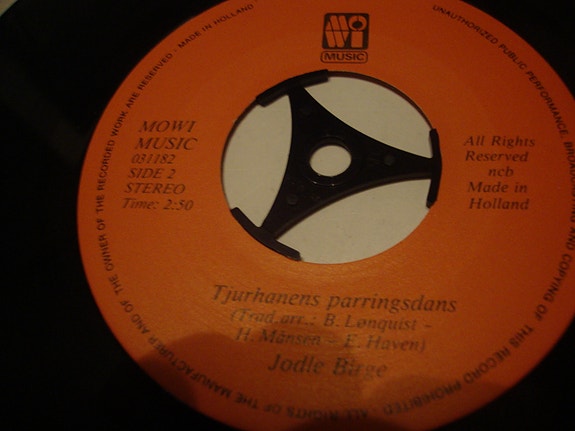 MOWI
MUSIC
MOWI
MUSIC
031182
SIDE 2
STEREO
Time: 2:50
All Rights
Reserved
ncb
Made in
Holland
Tjurhanens parringsdans
(Trad.arr.: B. Lønquist -
H. Månsen - E. Haven)
Jodle Birge
ALL RIGHTS OF THE MANUFACTURER AND OF THE OWNER OF THE RECORDED WORK ARE RESERVED - MADE IN HOLLAND
UNAUTHORIZED PUBLIC PERFORMANCE BROADCASTING AND COPYING OF THIS RECORD PROHIBITED -